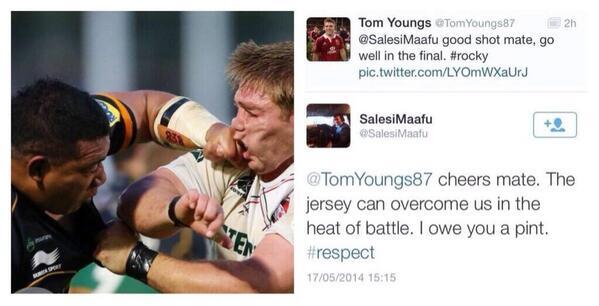 Tom Youngs @TomYoungs87 2h
@SalesiMaafu good shot mate, go
well in the final. #rocky
pic.twitter.com/LYOmWXaUrJ
SalesiMaafu
@SalesiMaafu
@TomYoungs87 cheers mate. The
jersey can overcome us in the
heat of battle. I owe you a pint.
#respect
17/05/2014 15:15
BURRDA SPORT